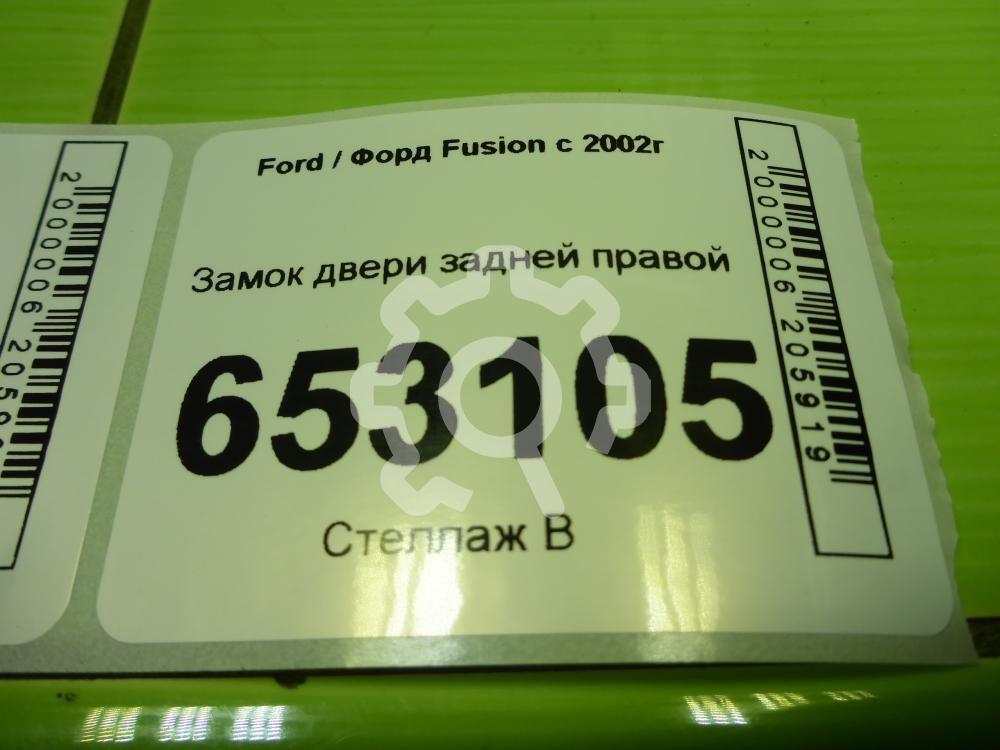 Ford / Форд Fusion с 2002г
Замок двери задней правой
653105
Стеллаж В
2000006205919